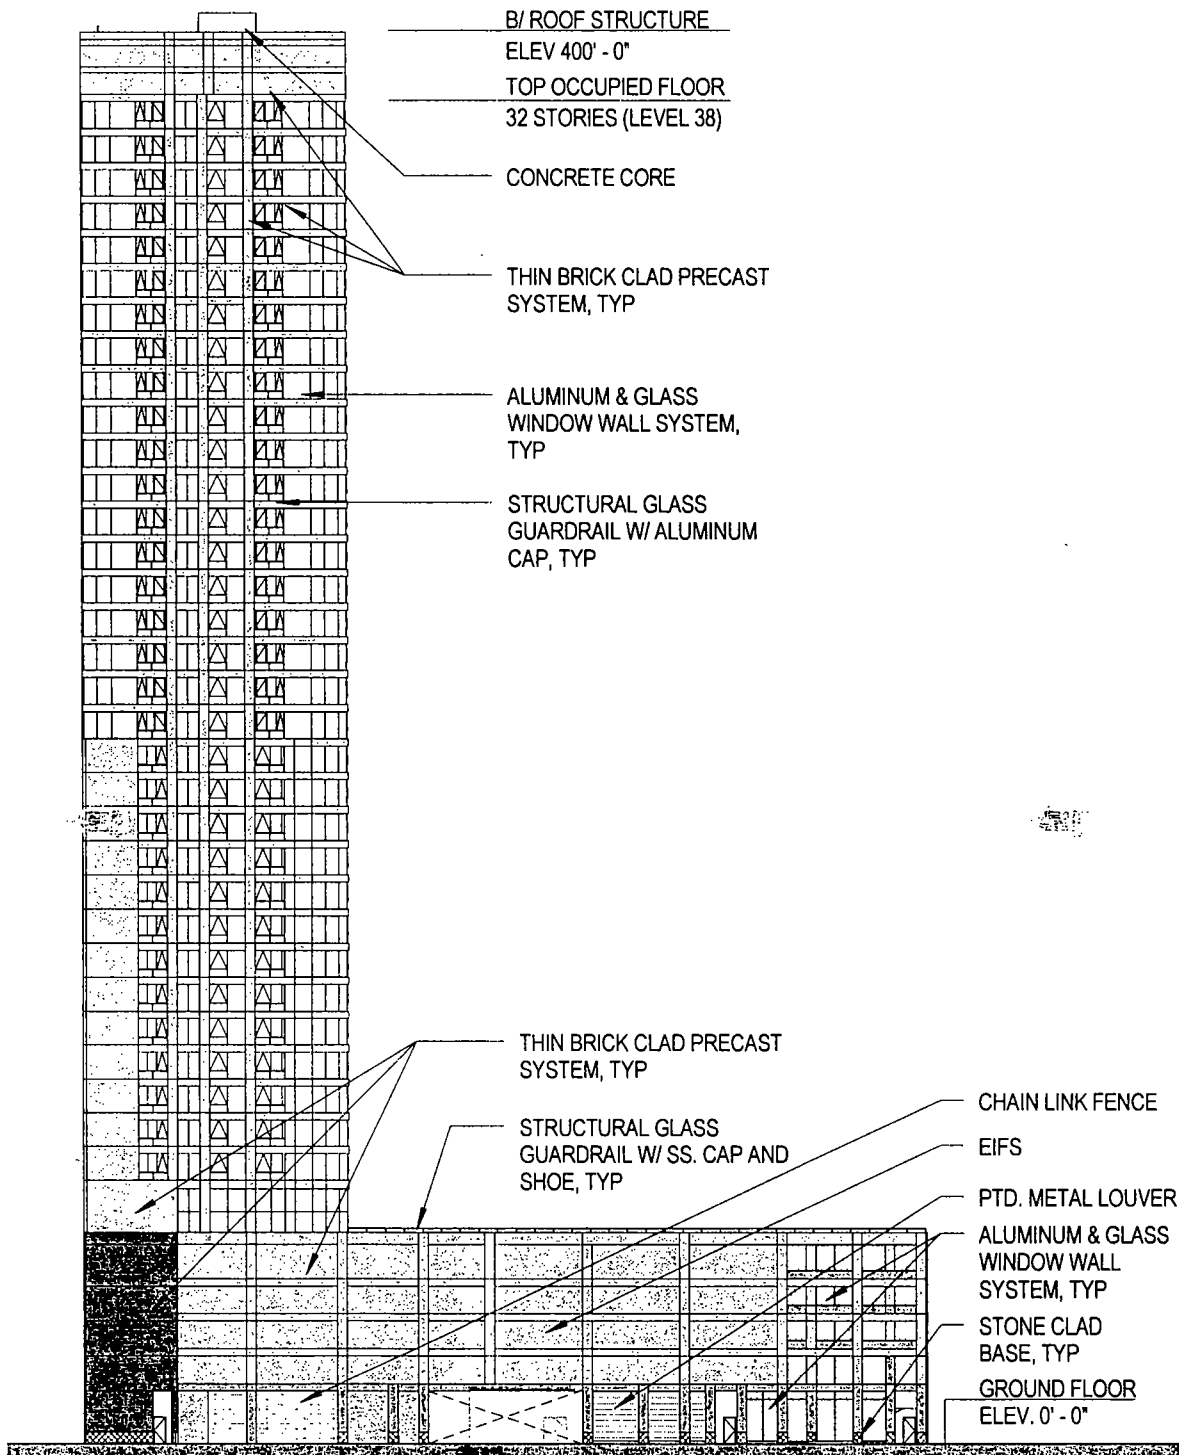 B/ ROOF STRUCTURE
ELEV 400' - 0"
TOP OCCUPIED FLOOR
32 STORIES (LEVEL 38)
CONCRETE CORE
THIN BRICK CLAD PRECAST
SYSTEM, TYP
ALUMINUM & GLASS
WINDOW WALL SYSTEM,
TYP
STRUCTURAL GLASS
GUARDRAIL W/ ALUMINUM
CAP, TYP
THIN BRICK CLAD PRECAST
SYSTEM, TYP
STRUCTURAL GLASS
GUARDRAIL W/ SS. CAP AND
SHOE, TYP
CHAIN LINK FENCE
EIFS
PTD. METAL LOUVER
ALUMINUM & GLASS
WINDOW WALL
SYSTEM, TYP
STONE CLAD
BASE, TYP
GROUND FLOOR
ELEV. 0' - 0"